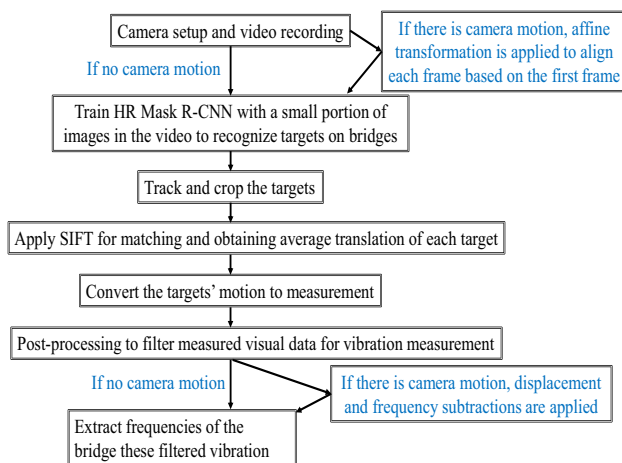 Camera setup and video recording
If there is camera motion, affine
transformation is applied to align
each frame based on the first frame
If no camera motion
Train HR Mask R-CNN with a small portion of
images in the video to recognize targets on bridges
Track and crop the targets
Apply SIFT for matching and obtaining average translation of each target
Convert the targets’ motion to measurement
Post-processing to filter measured visual data for vibration measurement
If no camera motion
If there is camera motion, displacement
and frequency subtractions are applied
Extract frequencies of the
bridge these filtered vibration